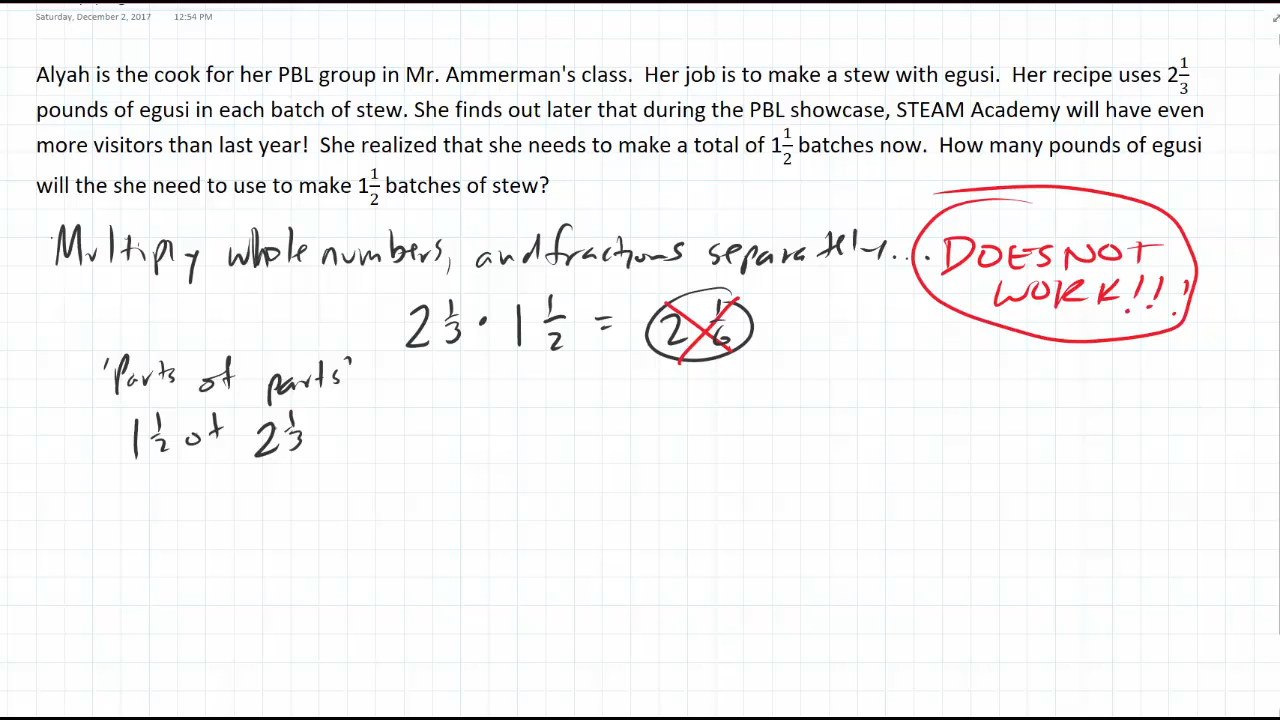 Saturday, December 2, 2017 12:54 PM
Alyah is the cook for her PBL group in Mr. Ammerman's class. Her job is to make a stew with egusi. Her recipe uses 2 1/3
pounds of egusi in each batch of stew. She finds out later that during the PBL showcase, STEAM Academy will have even
more visitors than last year! She realized that she needs to make a total of 1 1/2 batches now. How many pounds of egusi
will the she need to use to make 1 1/2 batches of stew?
Multiply whole numbers, and fractions separately...
DOES NOT
WORK!!!
2 1/3 · 1 1/2 = 2 1/6
'Parts of parts'
1 1/2 of 2 1/3